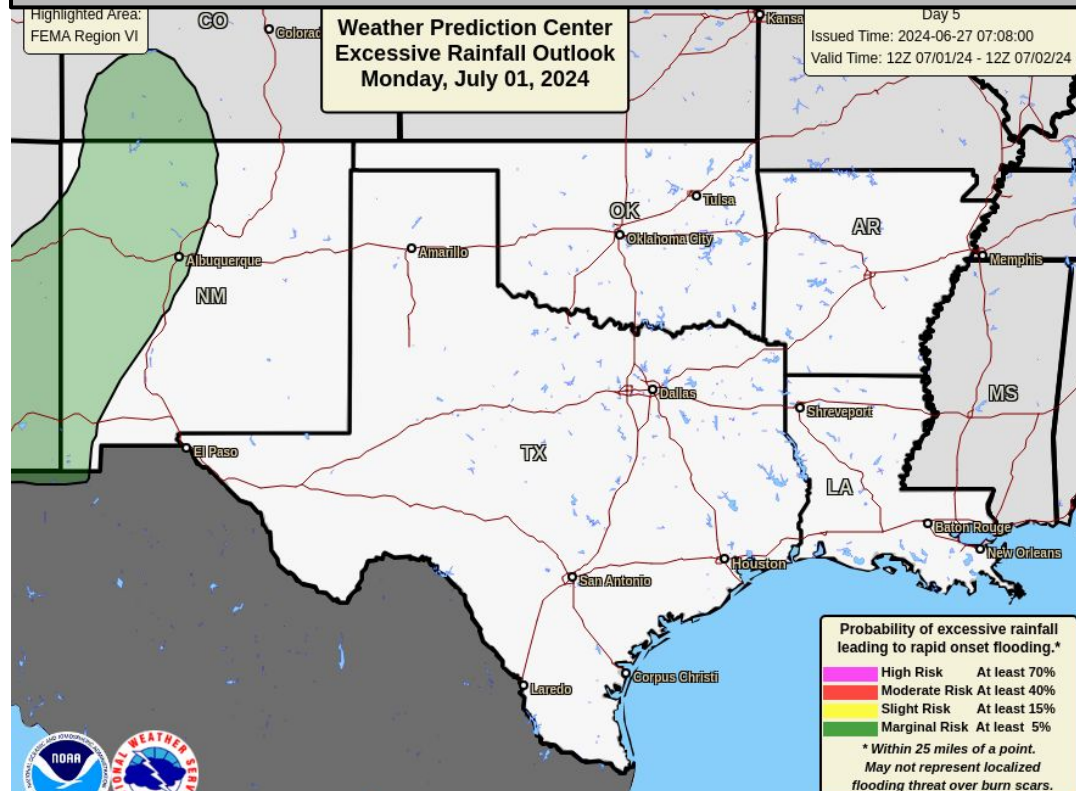 Highlighted Area:
FEMA Region VI
Weather Prediction Center
Excessive Rainfall Outlook
Monday, July 01, 2024
Day 5
Issued Time: 2024-06-27 07:08:00
Valid Time: 12Z 07/01/24 - 12Z 07/02/24
CO
Colorad
Kansa
Tulsa
OK
Oklahoma City
AR
Amarillo
Albuquerque
Memphis
NM
Dallas
MS
Shreveport
El Paso
TX
LA
Baton Rouge
New Orleans
Houston
San Antonio
Corpus Christi
Laredo
Probability of excessive rainfall
leading to rapid onset flooding.*
High Risk At least 70%
Moderate Risk At least 40%
Slight Risk At least 15%
Marginal Risk At least 5%
* Within 25 miles of a point.
May not represent localized
flooding threat over burn scars.
NOAA
ONAL WEATHER SERV